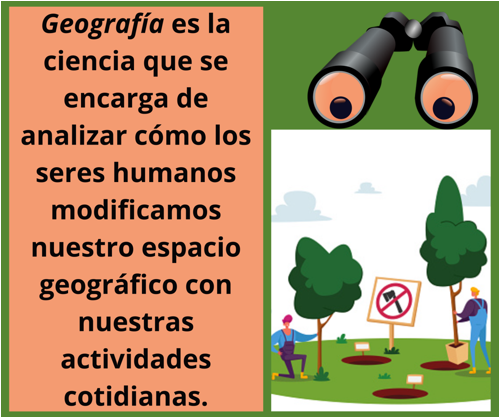 Geografía es la
ciencia que se
encarga de
analizar cómo los
seres humanos
modificamos
nuestro espacio
geográfico con
nuestras
actividades
cotidianas.